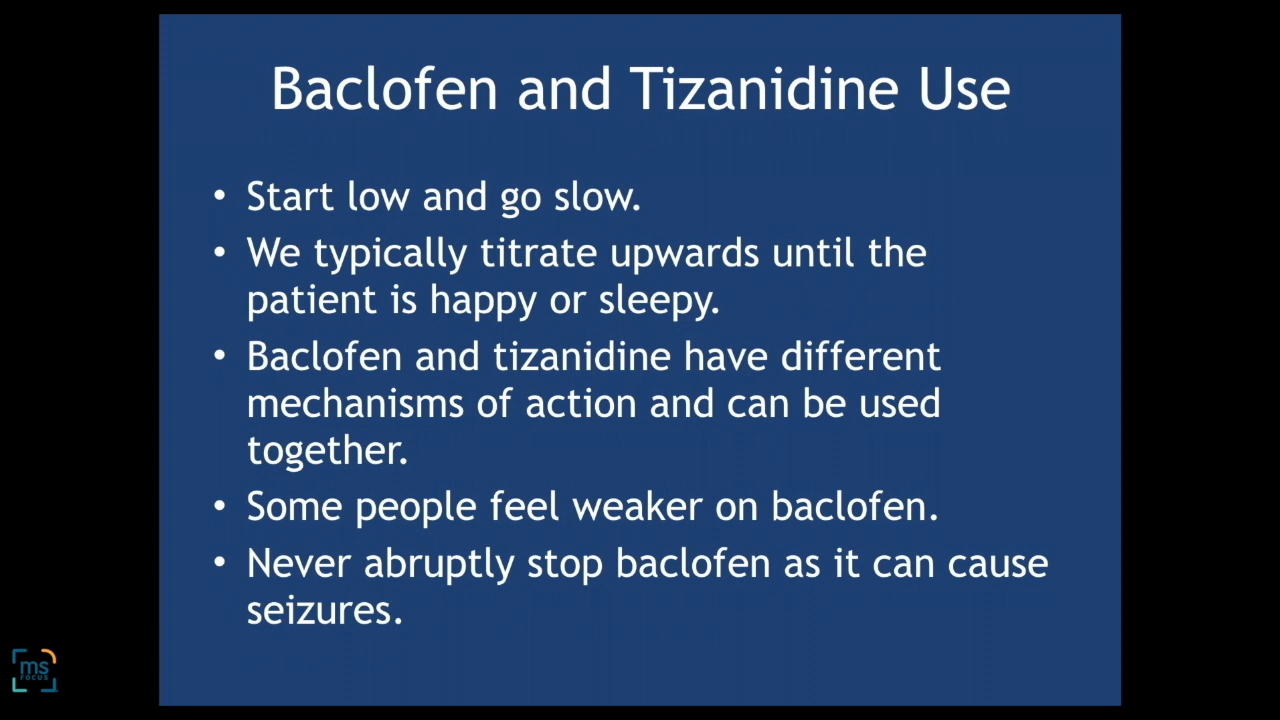 Baclofen and Tizanidine Use
• Start low and go slow.
• We typically titrate upwards until the
patient is happy or sleepy.
• Baclofen and tizanidine have different
mechanisms of action and can be used
together.
• Some people feel weaker on baclofen.
• Never abruptly stop baclofen as it can cause
seizures.
ms
FOCUS